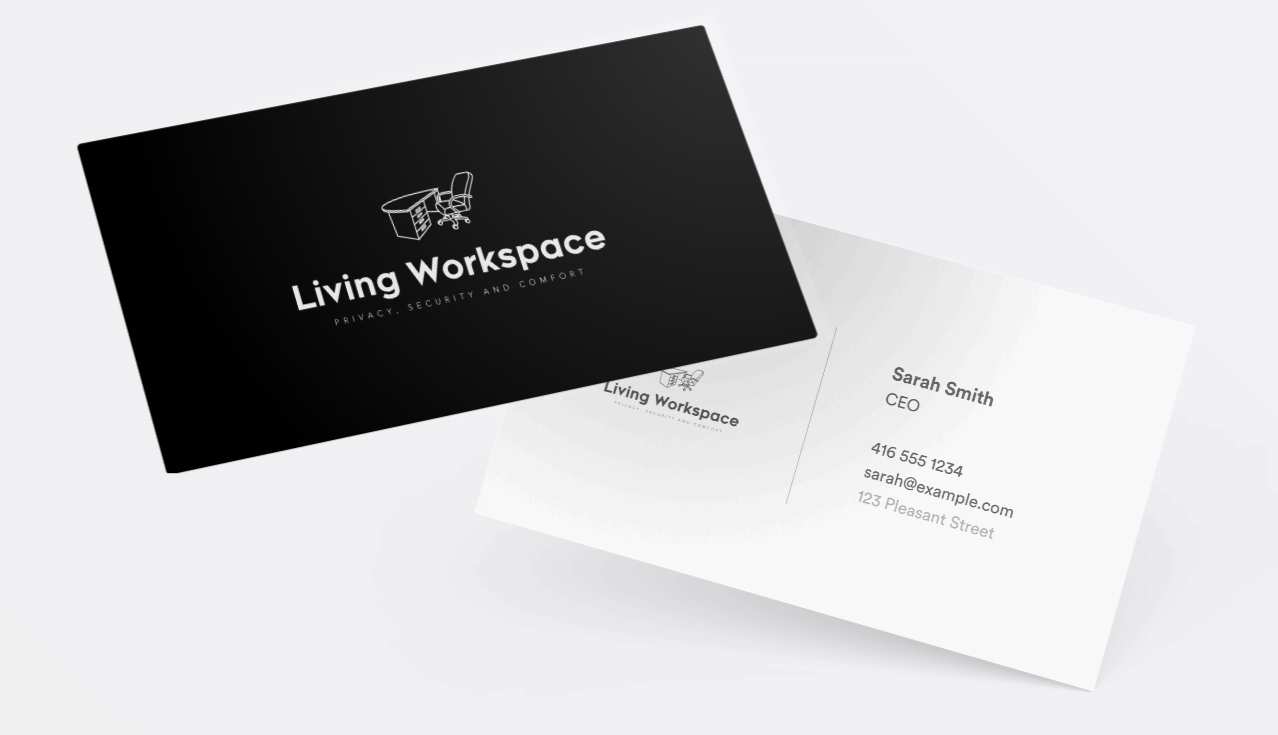 Living Workspace
PRIVACY, SECURITY AND COMFORT
Living Workspace
PRIVACY, SECURITY AND COMFORT
Sarah Smith
CEO
416 555 1234
sarah@example.com
123 Pleasant Street